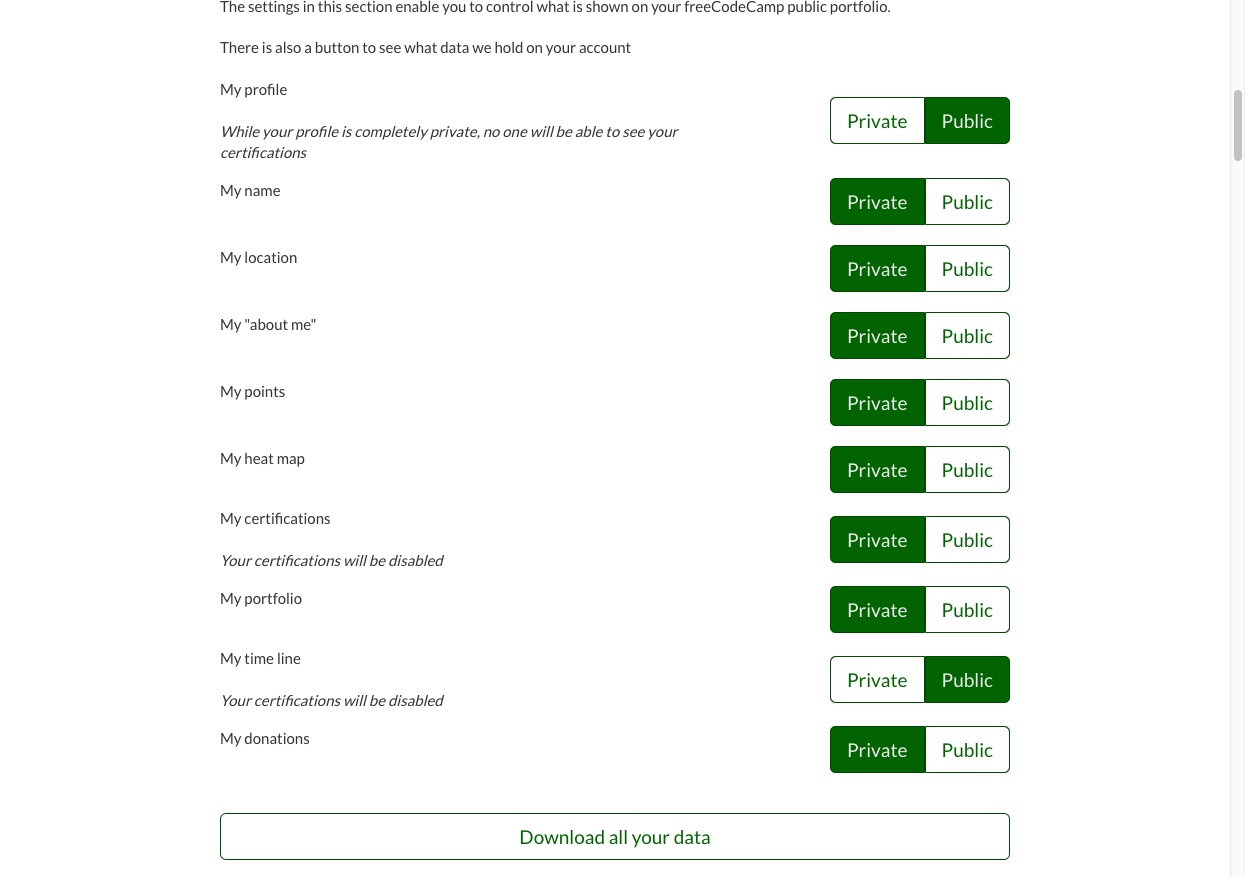 The settings in this section enable you to control what is shown on your freeCodeCamp public portfolio.
There is also a button to see what data we hold on your account
My profile
While your profile is completely private, no one will be able to see your
certifications
Private Public
My name
Private Public
My location
Private Public
My "about me"
Private Public
My points
Private Public
My heat map
Private Public
My certifications
Your certifications will be disabled
Private Public
My portfolio
Private Public
My time line
Your certifications will be disabled
Private Public
My donations
Private Public
Download all your data